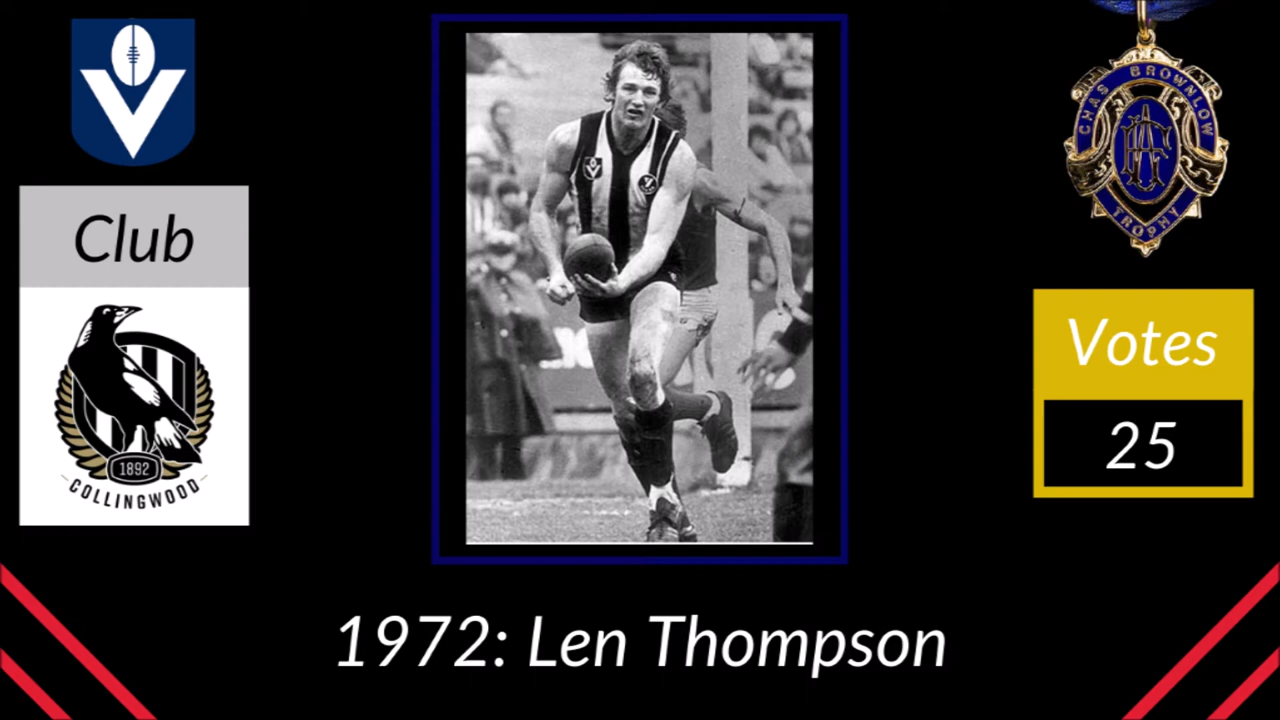 Club
1892
COLLINGWOOD
CHAS BROWNLOW
TROPHY
Votes
25
1972: Len Thompson